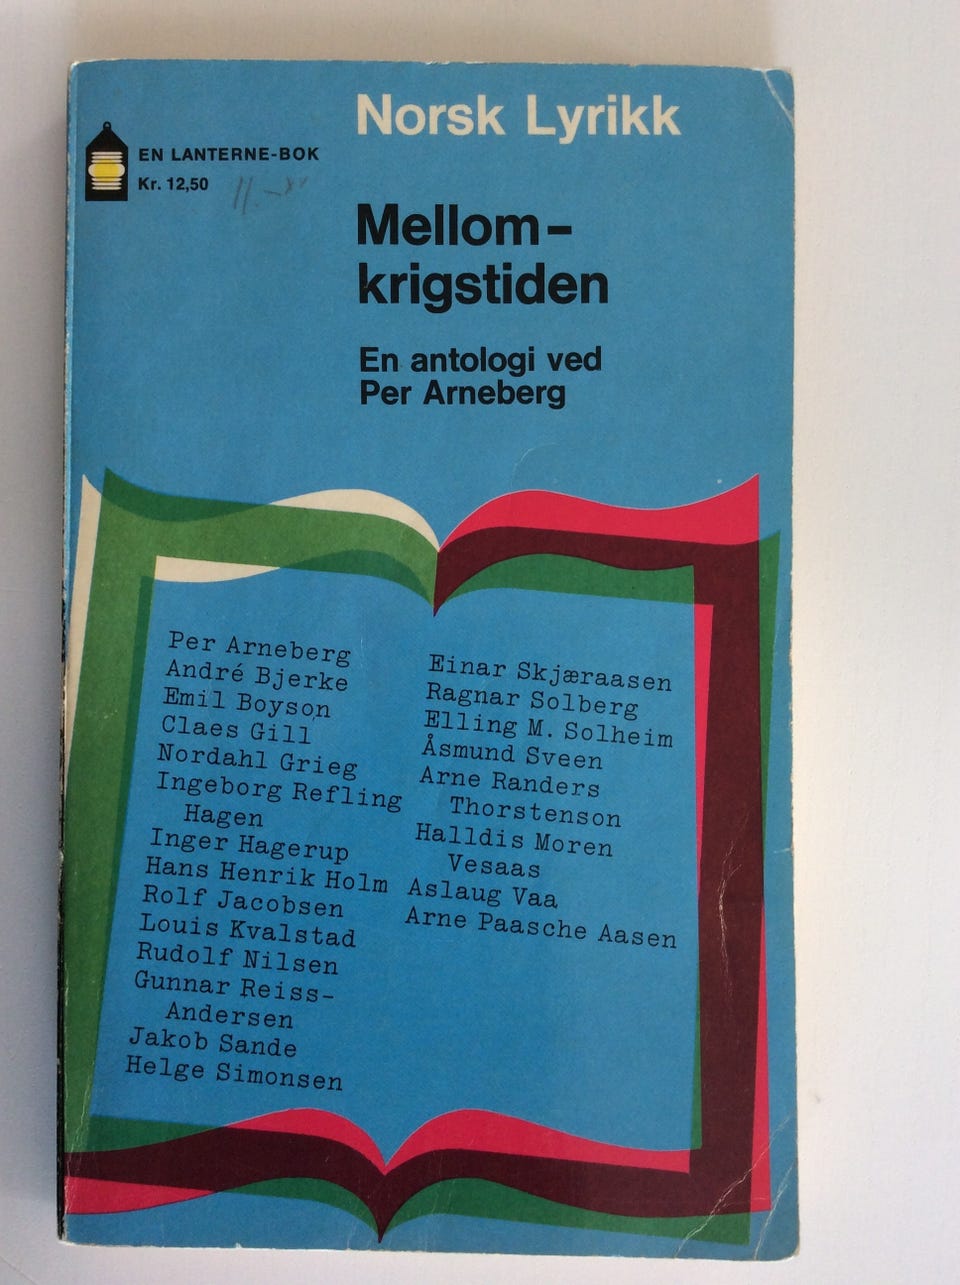 Norsk Lyrikk
EN LANTERNE-BOK
Kr. 12,50
Mellom-
krigstiden
En antologi ved
Per Arneberg
Per Arneberg
André Bjerke
Emil Boyson
Claes Gill
Nordahl Grieg
Ingeborg Refling
Hagen
Inger Hagerup
Hans Henrik Holm
Rolf Jacobsen
Louis Kvalstad
Rudolf Nilsen
Gunnar Reiss-
Andersen
Jakob Sande
Helge Simonsen
Einar Skjæraasen
Ragnar Solberg
Elling M. Solheim
Åsmund Sveen
Arne Randers
Thorstenson
Halldis Moren
Vesaas
Aslaug Vaa
Arne Paasche Aasen